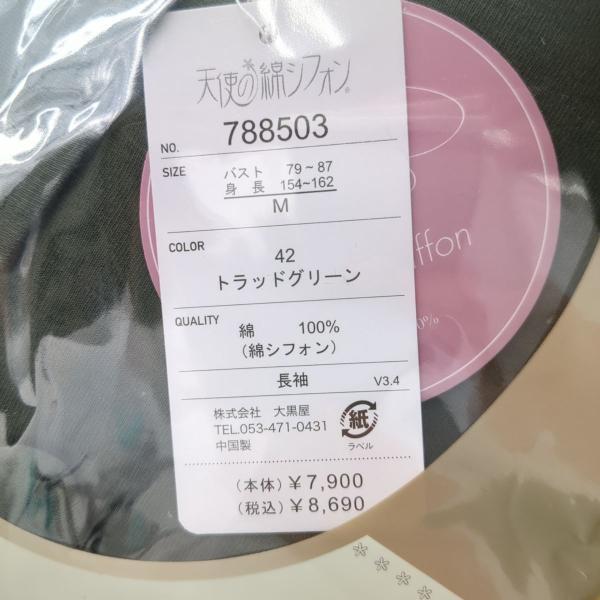 天使の綿シフォン®
NO. 788503
SIZE バスト 79~87
身長 154~162
M
COLOR 42
トラッドグリーン
QUALITY 綿 100%
(綿シフォン)
長袖 V3.4
株式会社 大黒屋
TEL.053-471-0431
中国製
紙
ラベル
(本体) ¥7,900
(税込) ¥8,690
iffon
0%